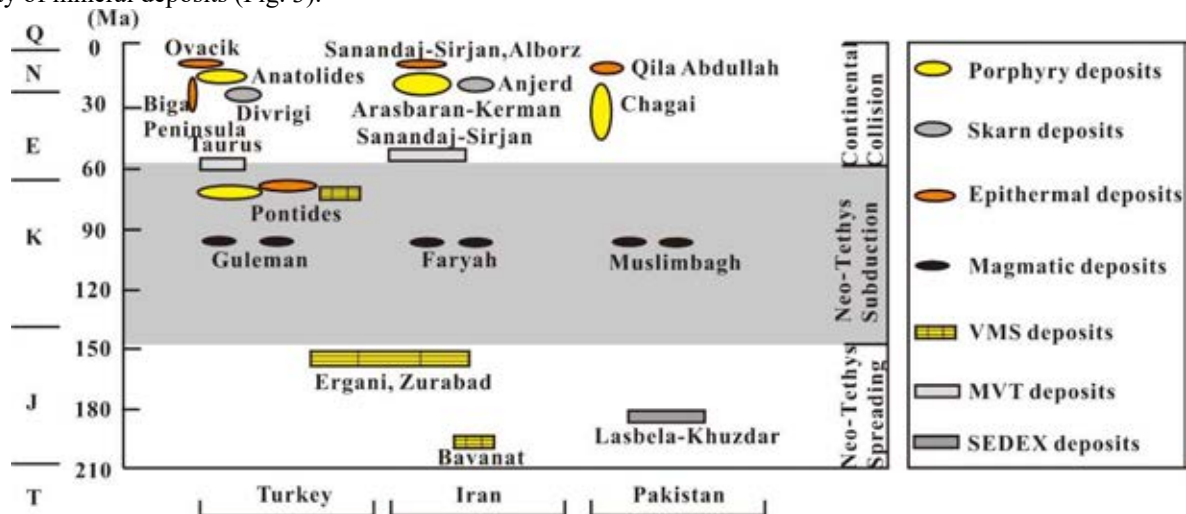 ty of mineral deposits (Fig. 5).
(Ma)
Q
N
E
K
J
T
0
30
60
90
120
150
180
210
Ovacik
Anatolides
Biga
Peninsula
Divrigi
Taurus
Pontides
Guleman
Sanandaj-Sirjan, Alborz
Anjerd
Arasbaran-Kerman
Sanandaj-Sirjan
Faryah
Qila Abdullah
Chagai
Muslimbagh
Ergani, Zurabad
Bavanat
Lasbela-Khuzdar
Continental
Collision
Neo-Tethys
Subduction
Neo-Tethys
Spreading
Turkey Iran Pakistan
Porphyry deposits
Skarn deposits
Epithermal deposits
Magmatic deposits
VMS deposits
MVT deposits
SEDEX deposits